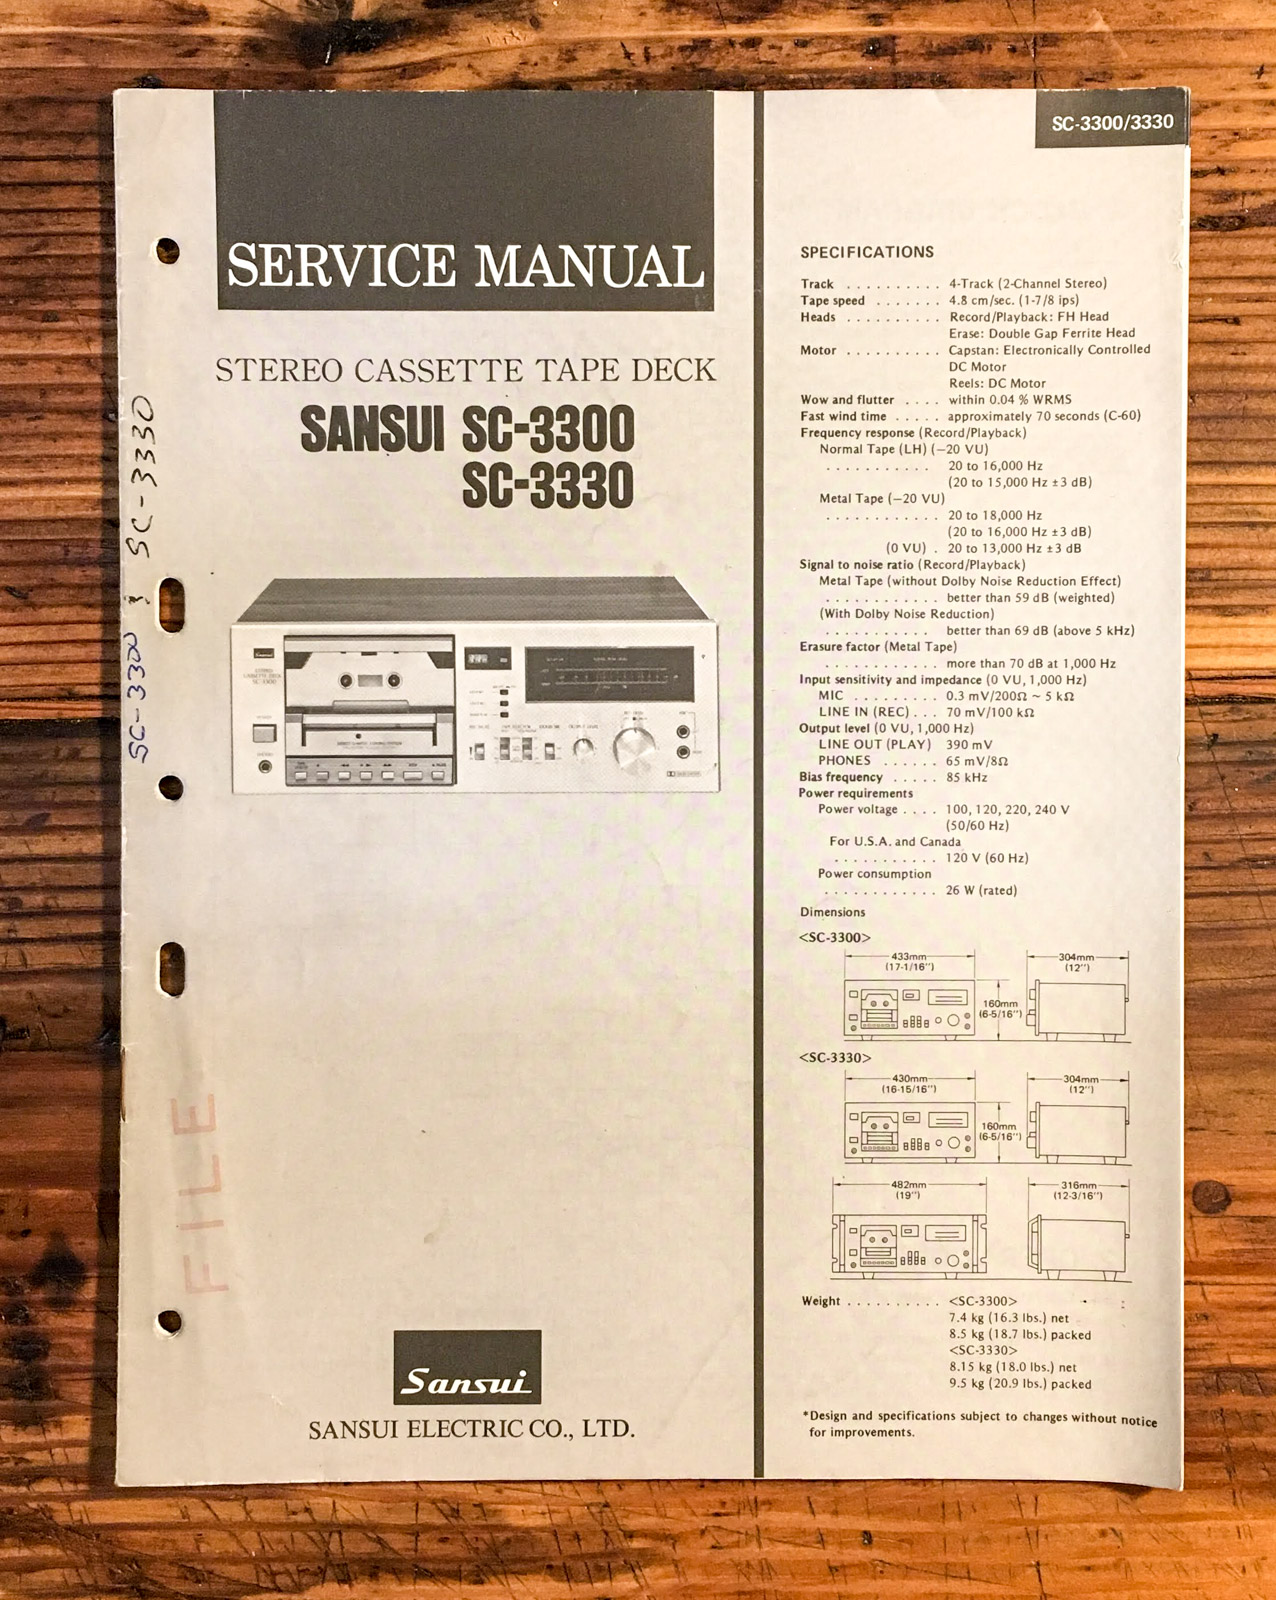 SERVICE MANUAL
STEREO CASSETTE TAPE DECK
SANSUI SC-3300
SC-3330
SC-3300 ; SC-3330
FILE
Sansui
SANSUI ELECTRIC CO., LTD.
SC-3300/3330
SPECIFICATIONS
Track . . . . . . . . . . 4-Track (2-Channel Stereo)
Tape speed . . . . . . . 4.8 cm/sec. (1-7/8 ips)
Heads . . . . . . . . . . Record/Playback: FH Head
Erase: Double Gap Ferrite Head
Motor . . . . . . . . . . Capstan: Electronically Controlled
DC Motor
Reels: DC Motor
Wow and flutter . . . . within 0.04 % WRMS
Fast wind time . . . . . approximately 70 seconds (C-60)
Frequency response (Record/Playback)
Normal Tape (LH) (−20 VU)
. . . . . . . . . . . 20 to 16,000 Hz
(20 to 15,000 Hz ±3 dB)
Metal Tape (−20 VU)
. . . . . . . . . . . . 20 to 18,000 Hz
(20 to 16,000 Hz ±3 dB)
(0 VU) . 20 to 13,000 Hz ±3 dB
Signal to noise ratio (Record/Playback)
Metal Tape (without Dolby Noise Reduction Effect)
. . . . . . . . . . . . better than 59 dB (weighted)
(With Dolby Noise Reduction)
. . . . . . . . . . . better than 69 dB (above 5 kHz)
Erasure factor (Metal Tape)
. . . . . . . . . . . . more than 70 dB at 1,000 Hz
Input sensitivity and impedance (0 VU, 1,000 Hz)
MIC . . . . . . . . . 0.3 mV/200Ω ~ 5 kΩ
LINE IN (REC) . . . 70 mV/100 kΩ
Output level (0 VU, 1,000 Hz)
LINE OUT (PLAY) 390 mV
PHONES . . . . . . 65 mV/8Ω
Bias frequency . . . . . 85 kHz
Power requirements
Power voltage . . . . 100, 120, 220, 240 V
(50/60 Hz)
For U.S.A. and Canada
. . . . . . . . . . . 120 V (60 Hz)
Power consumption
. . . . . . . . . . . . 26 W (rated)
Dimensions
<SC-3300>
433mm 304mm
(17-1/16'') (12'')
160mm
(6-5/16'')
<SC-3330>
430mm 304mm
(16-15/16'') (12'')
160mm
(6-5/16'')
482mm 316mm
(19'') (12-3/16'')
Weight . . . . . . . . . . <SC-3300>
7.4 kg (16.3 lbs.) net
8.5 kg (18.7 lbs.) packed
<SC-3330>
8.15 kg (18.0 lbs.) net
9.5 kg (20.9 lbs.) packed
*Design and specifications subject to changes without notice
for improvements.